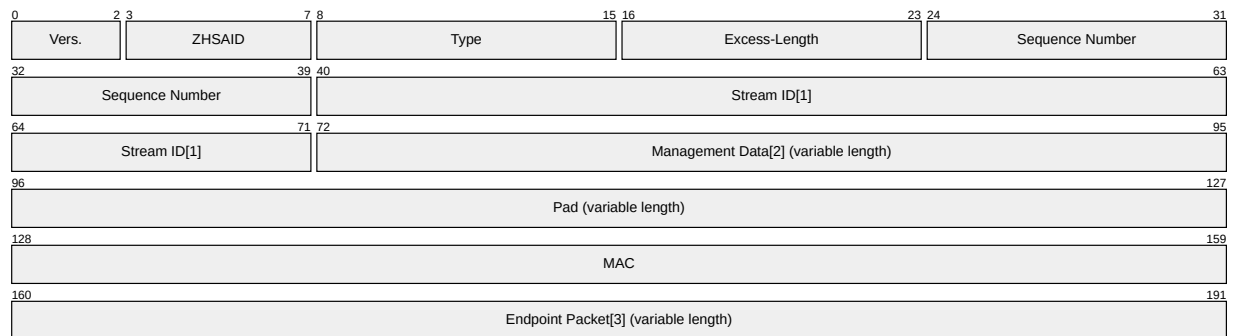 0 2 3 7 8 15 16 23 24 31
Vers. ZHSAID Type Excess-Length Sequence Number
32 39 40 63
Sequence Number Stream ID[1]
64 71 72 95
Stream ID[1] Management Data[2] (variable length)
96 127
Pad (variable length)
128 159
MAC
160 191
Endpoint Packet[3] (variable length)